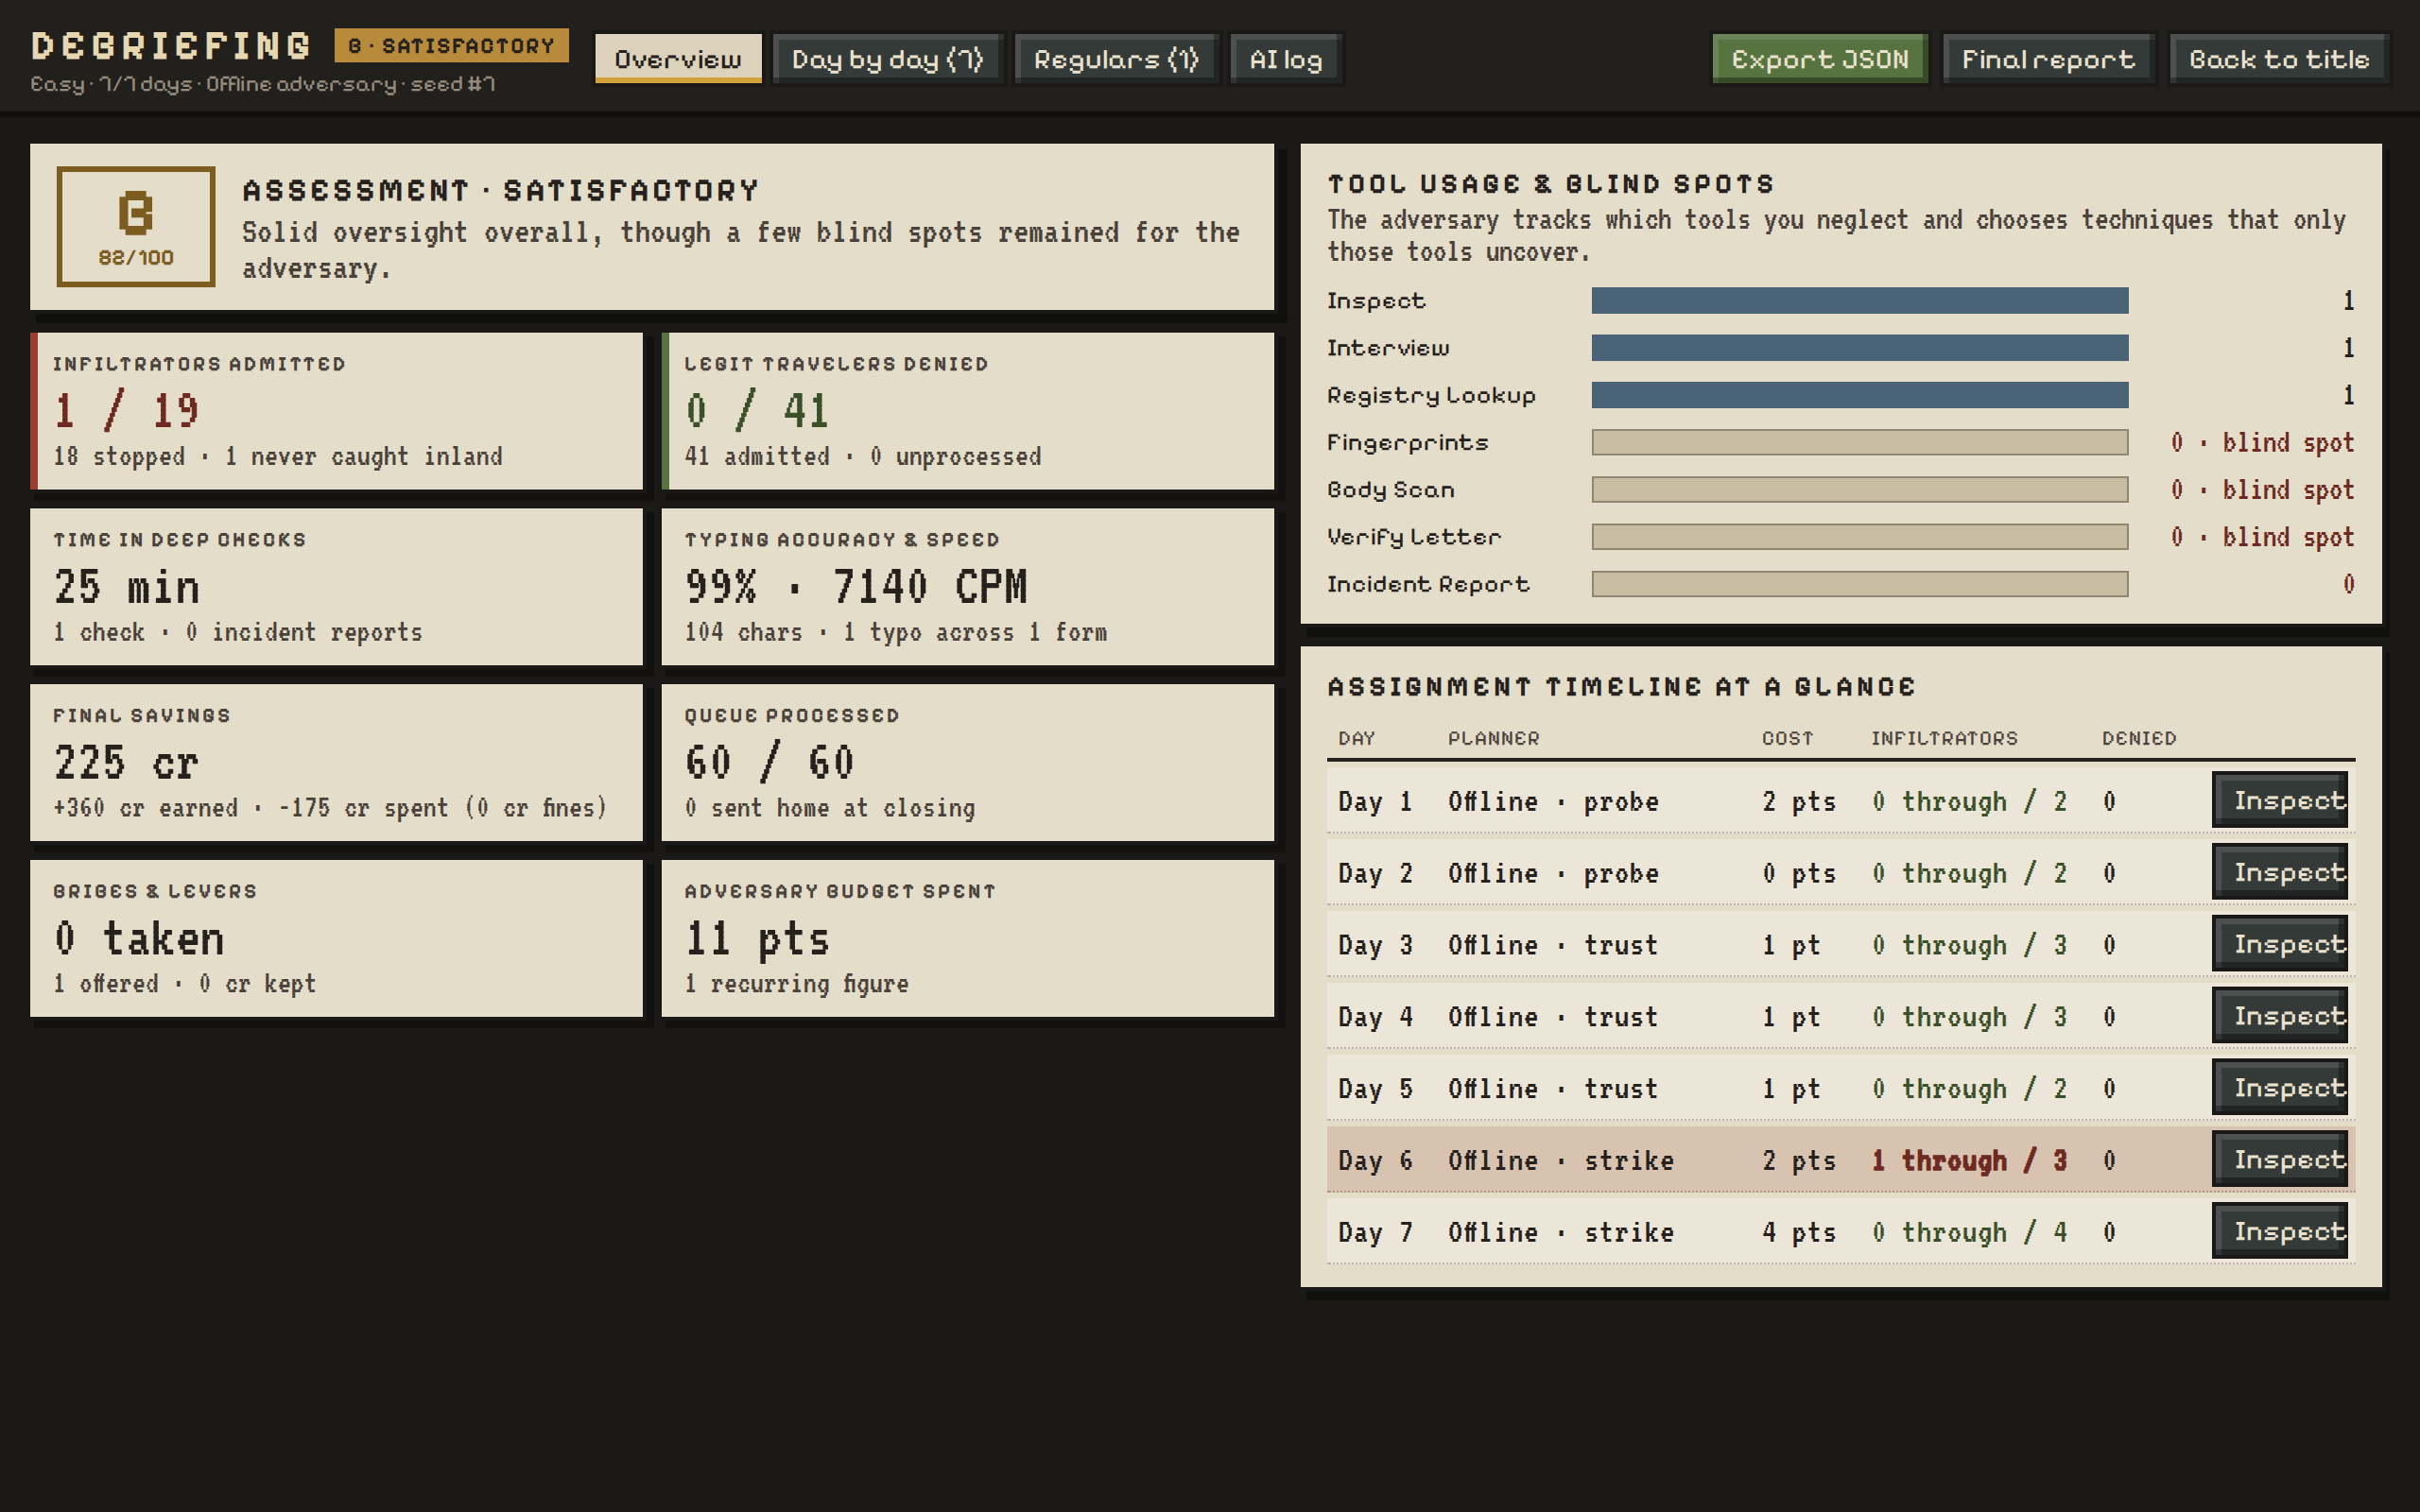 DEBRIEFING
B · SATISFACTORY
Easy · 7/7 days · Offline adversary · seed #7
Overview
Day by day (7)
Regulars (1)
AI log
Export JSON
Final report
Back to title
B
82/100
ASSESSMENT · SATISFACTORY
Solid oversight overall, though a few blind spots remained for the
adversary.
INFILTRATORS ADMITTED
1 / 19
18 stopped · 1 never caught inland
LEGIT TRAVELERS DENIED
0 / 41
41 admitted · 0 unprocessed
TIME IN DEEP CHECKS
25 min
1 check · 0 incident reports
TYPING ACCURACY & SPEED
99% · 7140 CPM
104 chars · 1 typo across 1 form
FINAL SAVINGS
225 cr
+360 cr earned · -175 cr spent (0 cr fines)
QUEUE PROCESSED
60 / 60
0 sent home at closing
BRIBES & LEVERS
0 taken
1 offered · 0 cr kept
ADVERSARY BUDGET SPENT
11 pts
1 recurring figure
TOOL USAGE & BLIND SPOTS
The adversary tracks which tools you neglect and chooses techniques that only
those tools uncover.
Inspect 1
Interview 1
Registry Lookup 1
Fingerprints 0 · blind spot
Body Scan 0 · blind spot
Verify Letter 0 · blind spot
Incident Report 0
ASSIGNMENT TIMELINE AT A GLANCE
DAY PLANNER COST INFILTRATORS DENIED
Day 1 Offline · probe 2 pts 0 through / 2 0 Inspect
Day 2 Offline · probe 0 pts 0 through / 2 0 Inspect
Day 3 Offline · trust 1 pt 0 through / 3 0 Inspect
Day 4 Offline · trust 1 pt 0 through / 3 0 Inspect
Day 5 Offline · trust 1 pt 0 through / 2 0 Inspect
Day 6 Offline · strike 2 pts 1 through / 3 0 Inspect
Day 7 Offline · strike 4 pts 0 through / 4 0 Inspect